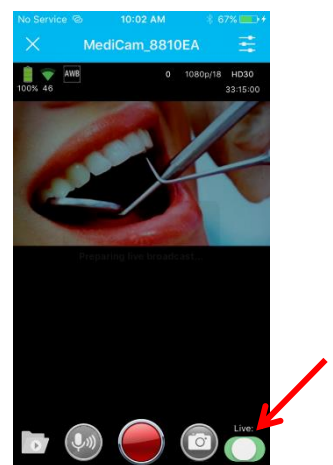 No Service 10:02 AM 67%
MediCam_8810EA
AWB 0 1080p/18 HD30
100% 46 33:15:00
Preparing live broadcast...
Live: